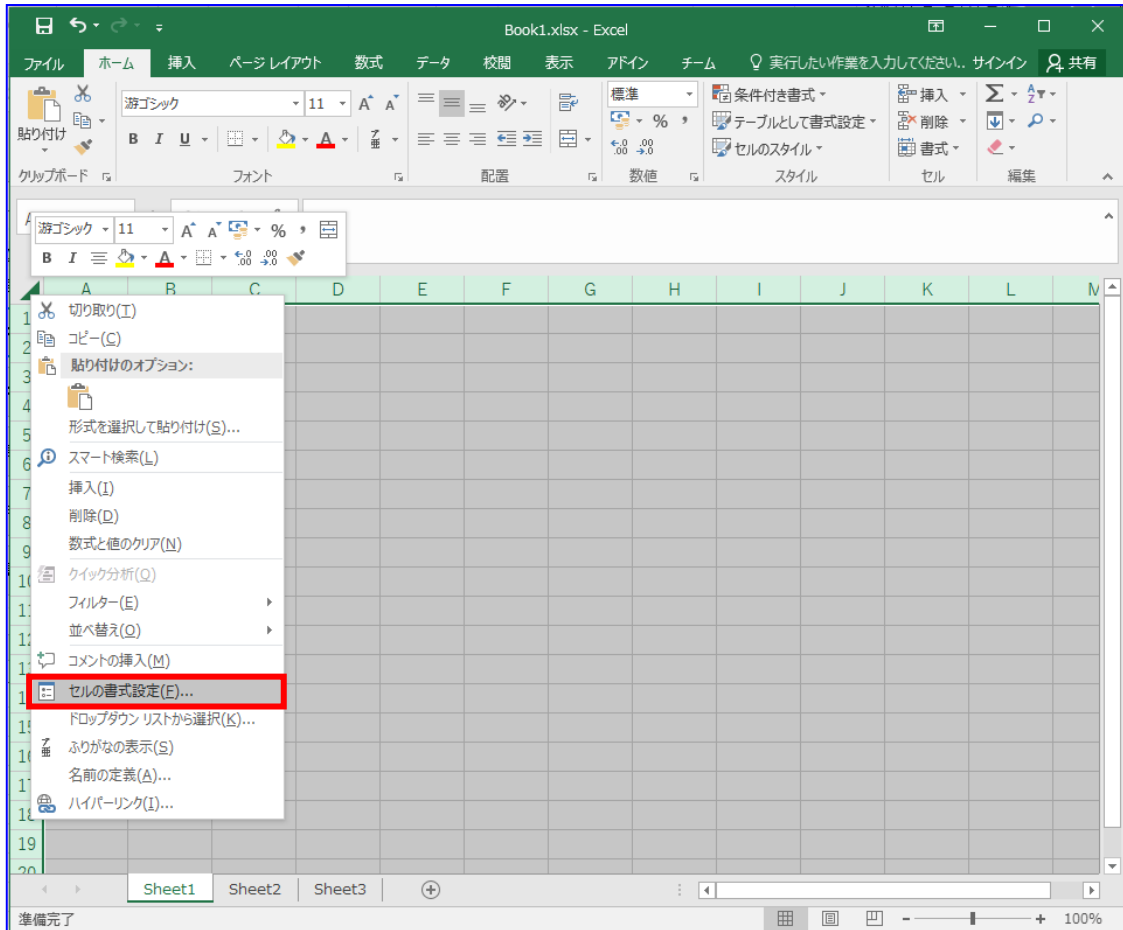 Book1.xlsx - Excel
ファイル ホーム 挿入 ページ レイアウト 数式 データ 校閲 表示 アドイン チーム 実行したい作業を入力してください.. サインイン 共有
游ゴシック 11 A A 標準 条件付き書式 挿入
貼り付け B I U A % , テーブルとして書式設定 削除
セルのスタイル 書式
クリップボード フォント 配置 数値 スタイル セル 編集
游ゴシック 11 A A % ,
B I A
A B C D E F G H I J K L M
1 切り取り(T)
2 コピー(C)
3 貼り付けのオプション:
4
5 形式を選択して貼り付け(S)...
6 スマート検索(L)
7 挿入(I)
8 削除(D)
9 数式と値のクリア(N)
クイック分析(Q)
フィルター(E)
並べ替え(O)
コメントの挿入(M)
セルの書式設定(F)...
ドロップダウン リストから選択(K)...
ふりがなの表示(S)
名前の定義(A)...
18 ハイパーリンク(I)...
19
20
Sheet1 Sheet2 Sheet3
準備完了 100%